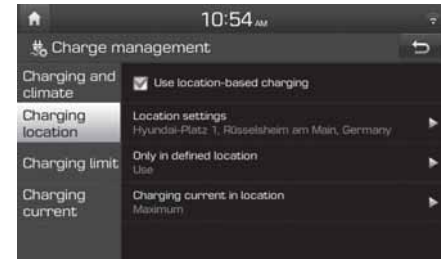 10:54 AM
Charge management
Charging and
climate
Use location-based charging
Charging
location
Location settings
Hyundai-Platz 1, Rüsselsheim am Main, Germany
Charging limit
Only in defined location
Use
Charging
current
Charging current in location
Maximum